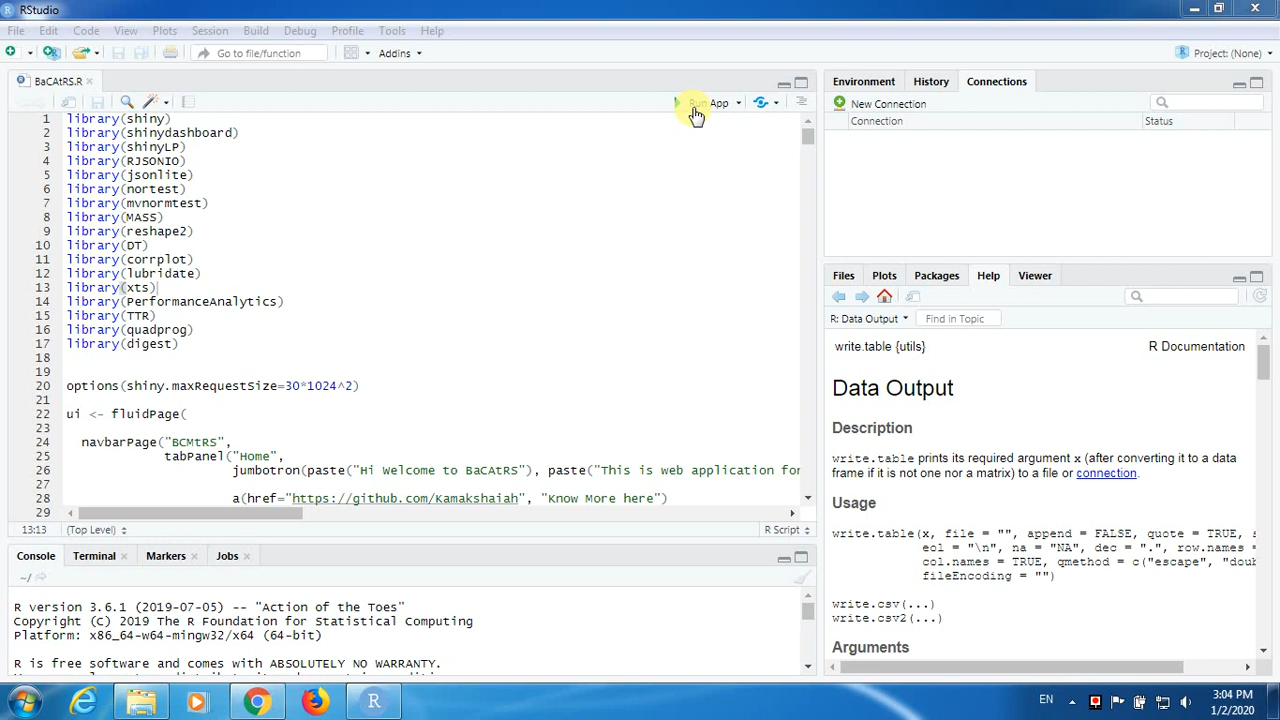 RStudio
File Edit Code View Plots Session Build Debug Profile Tools Help
Go to file/function Addins Project: (None)
BaCAtRS.R
Run App
1 library(shiny)
2 library(shinydashboard)
3 library(shinyLP)
4 library(RJSONIO)
5 library(jsonlite)
6 library(nortest)
7 library(mvnormtest)
8 library(MASS)
9 library(reshape2)
10 library(DT)
11 library(corrplot)
12 library(lubridate)
13 library(xts)
14 library(PerformanceAnalytics)
15 library(TTR)
16 library(quadprog)
17 library(digest)
18
19
20 options(shiny.maxRequestSize=30*1024^2)
21
22 ui <- fluidPage(
23
24 navbarPage("BCMtRS",
25 tabPanel("Home",
26 jumbotron(paste("Hi Welcome to BaCAtRS"), paste("This is web application for
27
28 a(href="https://github.com/Kamakshaiah", "Know More here")
29
13:13 (Top Level) R Script
Console Terminal Markers Jobs
~/
R version 3.6.1 (2019-07-05) -- "Action of the Toes"
Copyright (C) 2019 The R Foundation for Statistical Computing
Platform: x86_64-w64-mingw32/x64 (64-bit)
R is free software and comes with ABSOLUTELY NO WARRANTY.
Environment History Connections
New Connection
Connection Status
Files Plots Packages Help Viewer
R: Data Output Find in Topic
write.table {utils} R Documentation
Data Output
Description
write.table prints its required argument x (after converting it to a data
frame if it is not one nor a matrix) to a file or connection.
Usage
write.table(x, file = "", append = FALSE, quote = TRUE,
eol = "\n", na = "NA", dec = ".", row.names =
col.names = TRUE, qmethod = c("escape",
fileEncoding = "")
write.csv(...)
write.csv2(...)
Arguments
EN
3:04 PM
1/2/2020